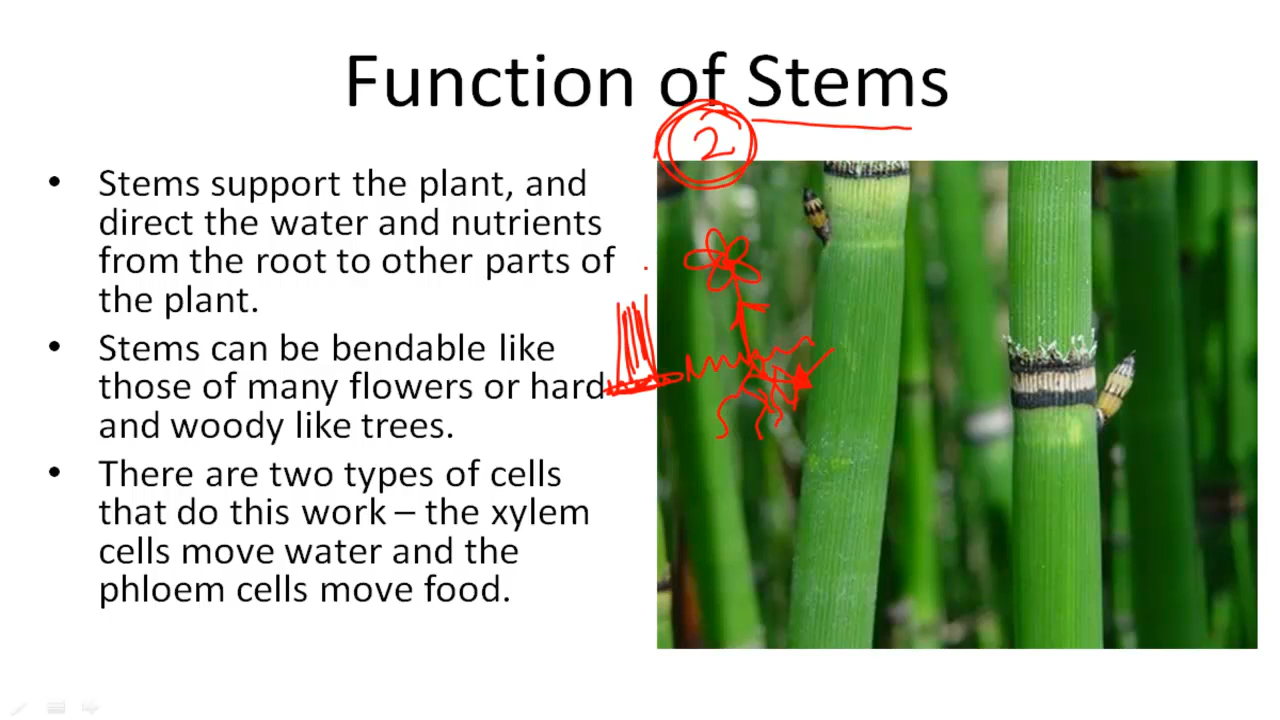 Function of Stems
2
• Stems support the plant, and
direct the water and nutrients
from the root to other parts of
the plant.
• Stems can be bendable like
those of many flowers or hard
and woody like trees.
• There are two types of cells
that do this work – the xylem
cells move water and the
phloem cells move food.